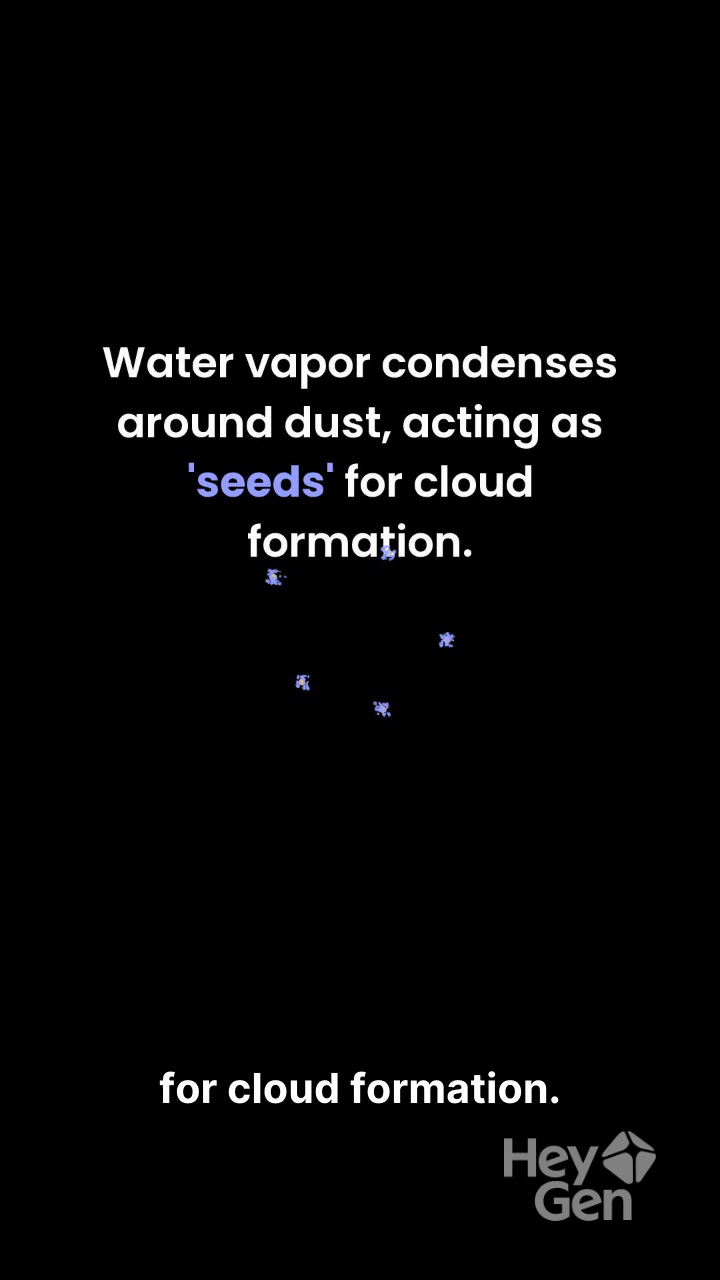 Water vapor condenses
around dust, acting as
'seeds' for cloud
formation.
for cloud formation.
Hey
Gen